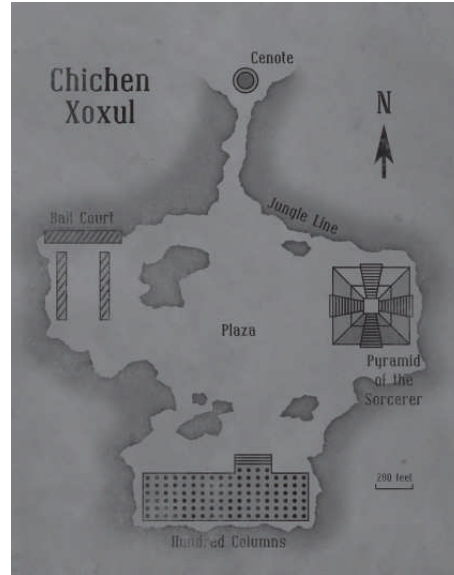 Cenote
Chichen
Xoxul
N
Jungle Line
Ball Court
Plaza
Pyramid
of the
Sorcerer
200 feet
Hundred Columns